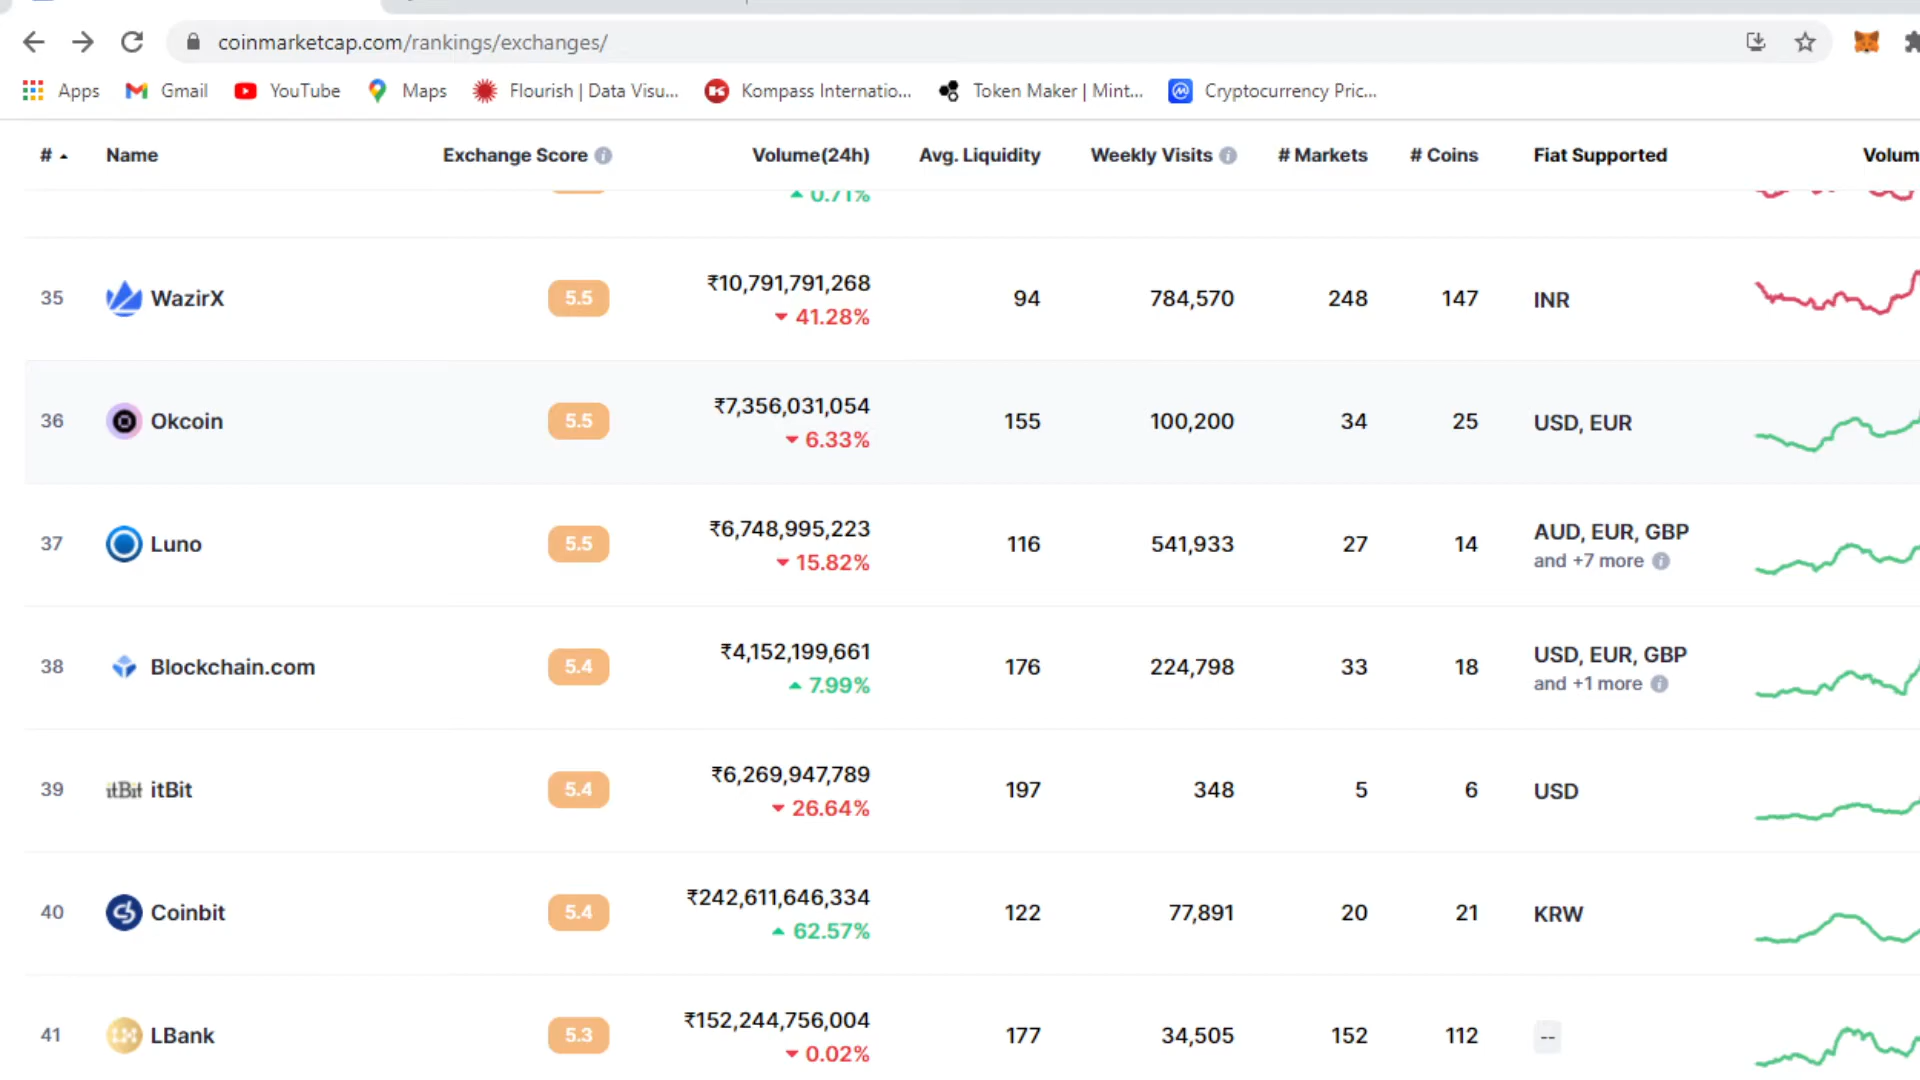 coinmarketcap.com/rankings/exchanges/
Apps Gmail YouTube Maps Flourish | Data Visu... Kompass Internatio... Token Maker | Mint... Cryptocurrency Pric...
# Name Exchange Score Volume(24h) Avg. Liquidity Weekly Visits # Markets # Coins Fiat Supported Volum
0.71%
35 WazirX 5.5 ₹10,791,791,268 94 784,570 248 147 INR
41.28%
36 Okcoin 5.5 ₹7,356,031,054 155 100,200 34 25 USD, EUR
6.33%
37 Luno 5.5 ₹6,748,995,223 116 541,933 27 14 AUD, EUR, GBP
15.82% and +7 more
38 Blockchain.com 5.4 ₹4,152,199,661 176 224,798 33 18 USD, EUR, GBP
7.99% and +1 more
39 itBit itBit 5.4 ₹6,269,947,789 197 348 5 6 USD
26.64%
40 Coinbit 5.4 ₹242,611,646,334 122 77,891 20 21 KRW
62.57%
41 LBank 5.3 ₹152,244,756,004 177 34,505 152 112 --
0.02%